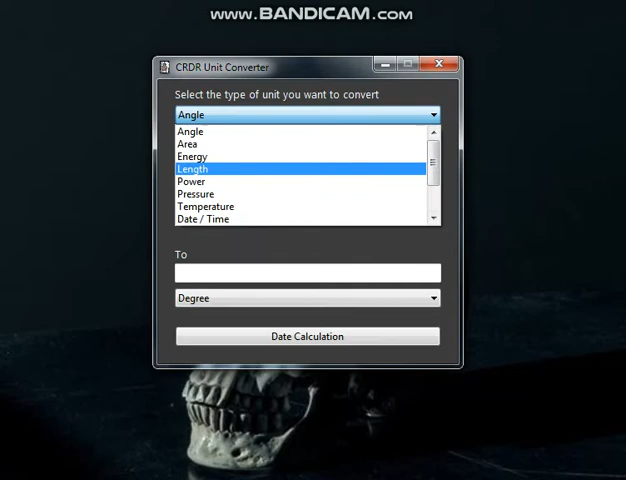 www.BANDICAM.com
CRDR Unit Converter
Select the type of unit you want to convert
Angle
Angle
Area
Energy
Length
Power
Pressure
Temperature
Date / Time
To
Degree
Date Calculation